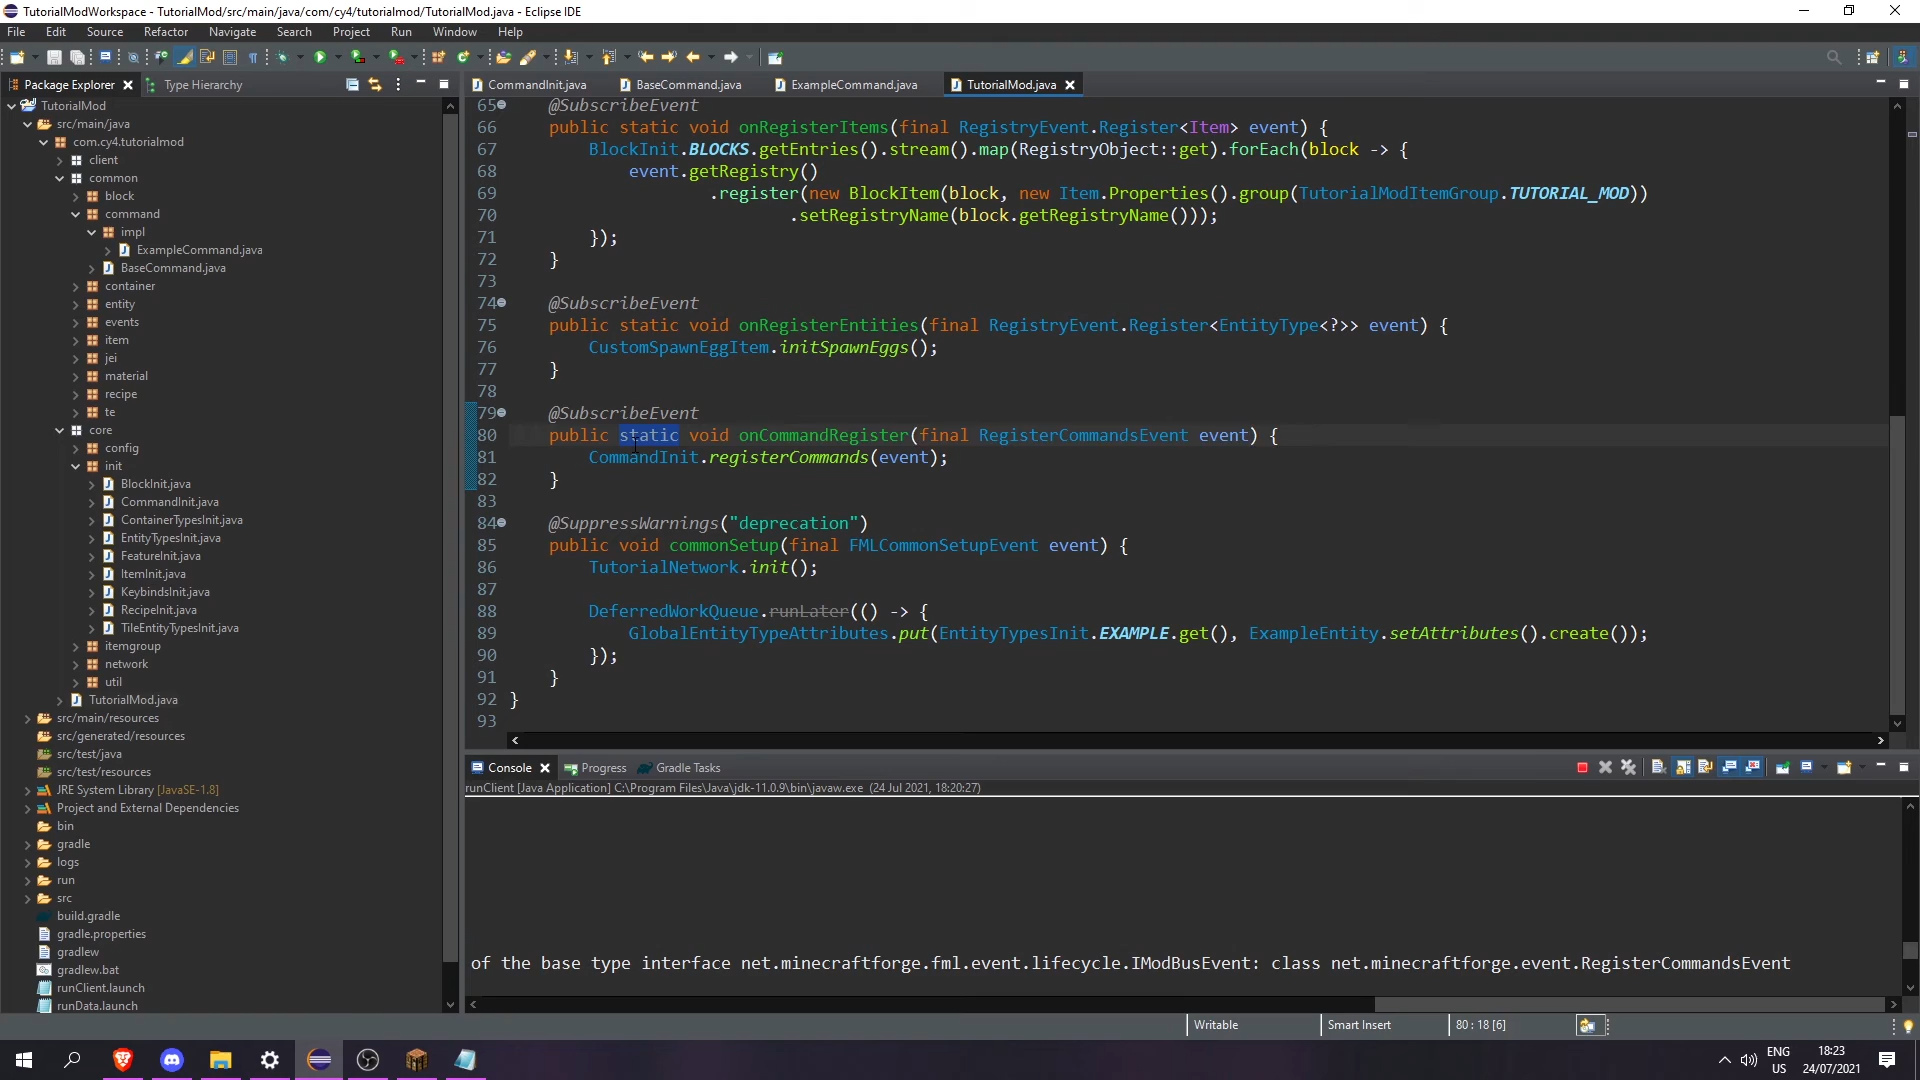 TutorialModWorkspace - TutorialMod/src/main/java/com/cy4/tutorialmod/TutorialMod.java - Eclipse IDE
File Edit Source Refactor Navigate Search Project Run Window Help
Package Explorer Type Hierarchy
TutorialMod
src/main/java
com.cy4.tutorialmod
client
common
block
command
impl
ExampleCommand.java
BaseCommand.java
container
entity
events
item
jei
material
recipe
te
core
config
init
BlockInit.java
CommandInit.java
ContainerTypesInit.java
EntityTypesInit.java
FeatureInit.java
ItemInit.java
KeybindsInit.java
RecipeInit.java
TileEntityTypesInit.java
itemgroup
network
util
TutorialMod.java
src/main/resources
src/generated/resources
src/test/java
src/test/resources
JRE System Library [JavaSE-1.8]
Project and External Dependencies
bin
gradle
logs
run
src
build.gradle
gradle.properties
gradlew
gradlew.bat
runClient.launch
runData.launch
CommandInit.java BaseCommand.java ExampleCommand.java TutorialMod.java
65 @SubscribeEvent
66 public static void onRegisterItems(final RegistryEvent.Register<Item> event) {
67 BlockInit.BLOCKS.getEntries().stream().map(RegistryObject::get).forEach(block -> {
68 event.getRegistry()
69 .register(new BlockItem(block, new Item.Properties().group(TutorialModItemGroup.TUTORIAL_MOD))
70 .setRegistryName(block.getRegistryName()));
71 });
72 }
73
74 @SubscribeEvent
75 public static void onRegisterEntities(final RegistryEvent.Register<EntityType<?>> event) {
76 CustomSpawnEggItem.initSpawnEggs();
77 }
78
79 @SubscribeEvent
80 public static void onCommandRegister(final RegisterCommandsEvent event) {
81 CommandInit.registerCommands(event);
82 }
83
84 @SuppressWarnings("deprecation")
85 public void commonSetup(final FMLCommonSetupEvent event) {
86 TutorialNetwork.init();
87
88 DeferredWorkQueue.runLater(() -> {
89 GlobalEntityTypeAttributes.put(EntityTypesInit.EXAMPLE.get(), ExampleEntity.setAttributes().create());
90 });
91 }
92 }
93
Console Progress Gradle Tasks
runClient [Java Application] C:\Program Files\Java\jdk-11.0.9\bin\javaw.exe (24 Jul 2021, 18:20:27)
of the base type interface net.minecraftforge.fml.event.lifecycle.IModBusEvent: class net.minecraftforge.event.RegisterCommandsEvent
Writable Smart Insert 80 : 18 [6]
ENG
US
18:23
24/07/2021